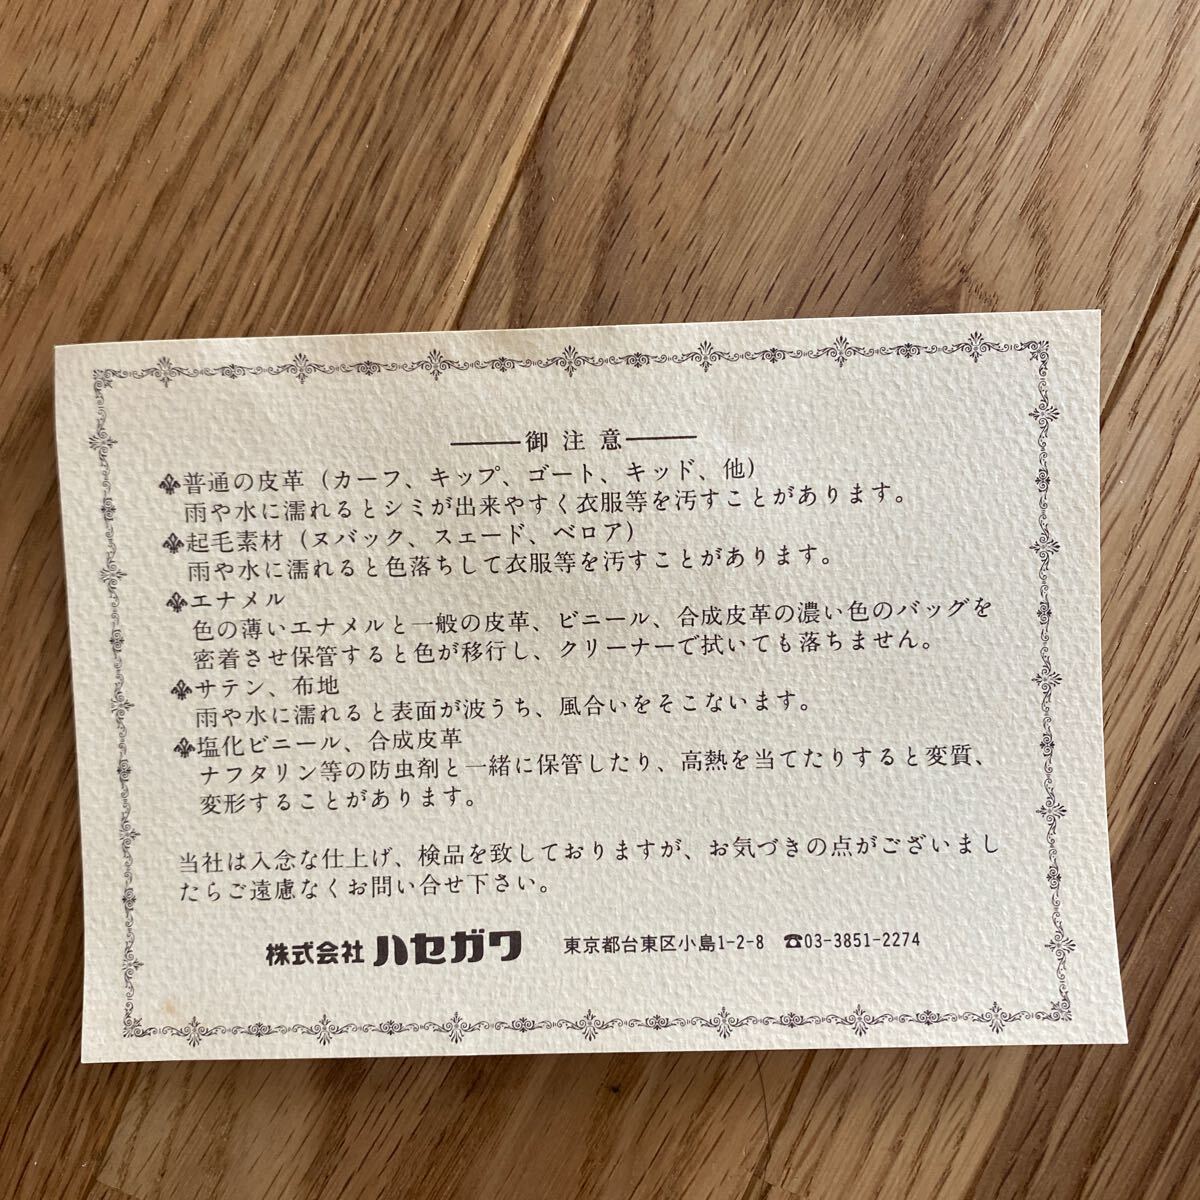 御注意
普通の皮革(カーフ、キップ、ゴート、キッド、他)
雨や水に濡れるとシミが出来やすく衣服等を汚すことがあります。
起毛素材(ヌバック、スエード、ベロア)
雨や水に濡れると色落ちして衣服等を汚すことがあります。
エナメル
色の薄いエナメルと一般の皮革、ビニール、合成皮革の濃い色のバッグを
密着させ保管すると色が移行し、クリーナーで拭いても落ちません。
サテン、布地
雨や水に濡れると表面が波うち、風合いをそこないます。
塩化ビニール、合成皮革
ナフタリン等の防虫剤と一緒に保管したり、高熱を当てたりすると変質、
変形することがあります。
当社は入念な仕上げ、検品を致しておりますが、お気づきの点がございまし
たらご遠慮なくお問い合せ下さい。
株式会社 ハセガワ 東京都台東区小島1-2-8 ☎03-3851-2274